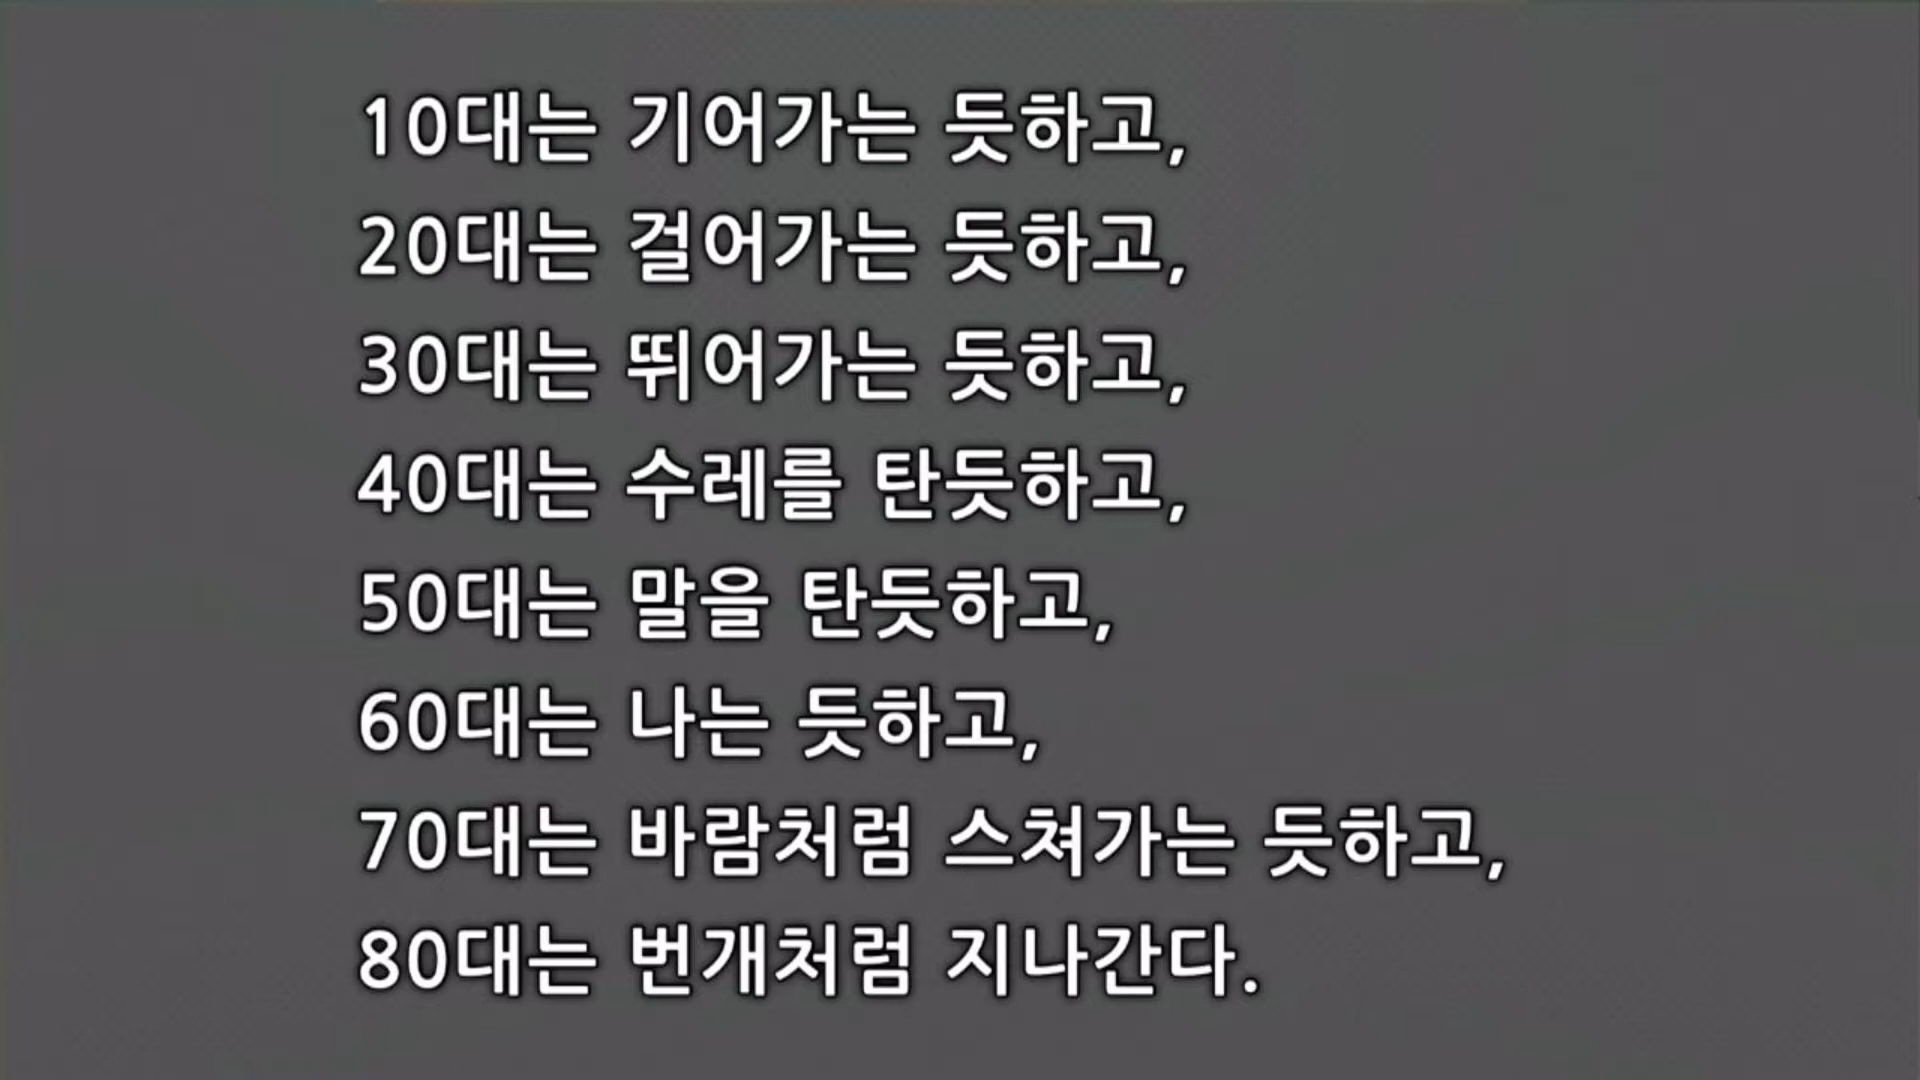 10대는 기어가는 듯하고,
20대는 걸어가는 듯하고,
30대는 뛰어가는 듯하고,
40대는 수레를 탄듯하고,
50대는 말을 탄듯하고,
60대는 나는 듯하고,
70대는 바람처럼 스쳐가는 듯하고,
80대는 번개처럼 지나간다.